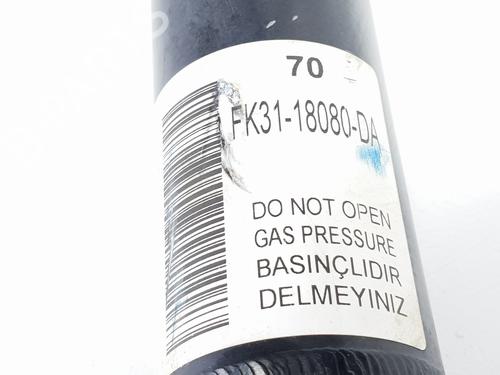 70
FK31-18080-DA
DO NOT OPEN
GAS PRESSURE
BASINÇLIDIR
DELMEYINIZ